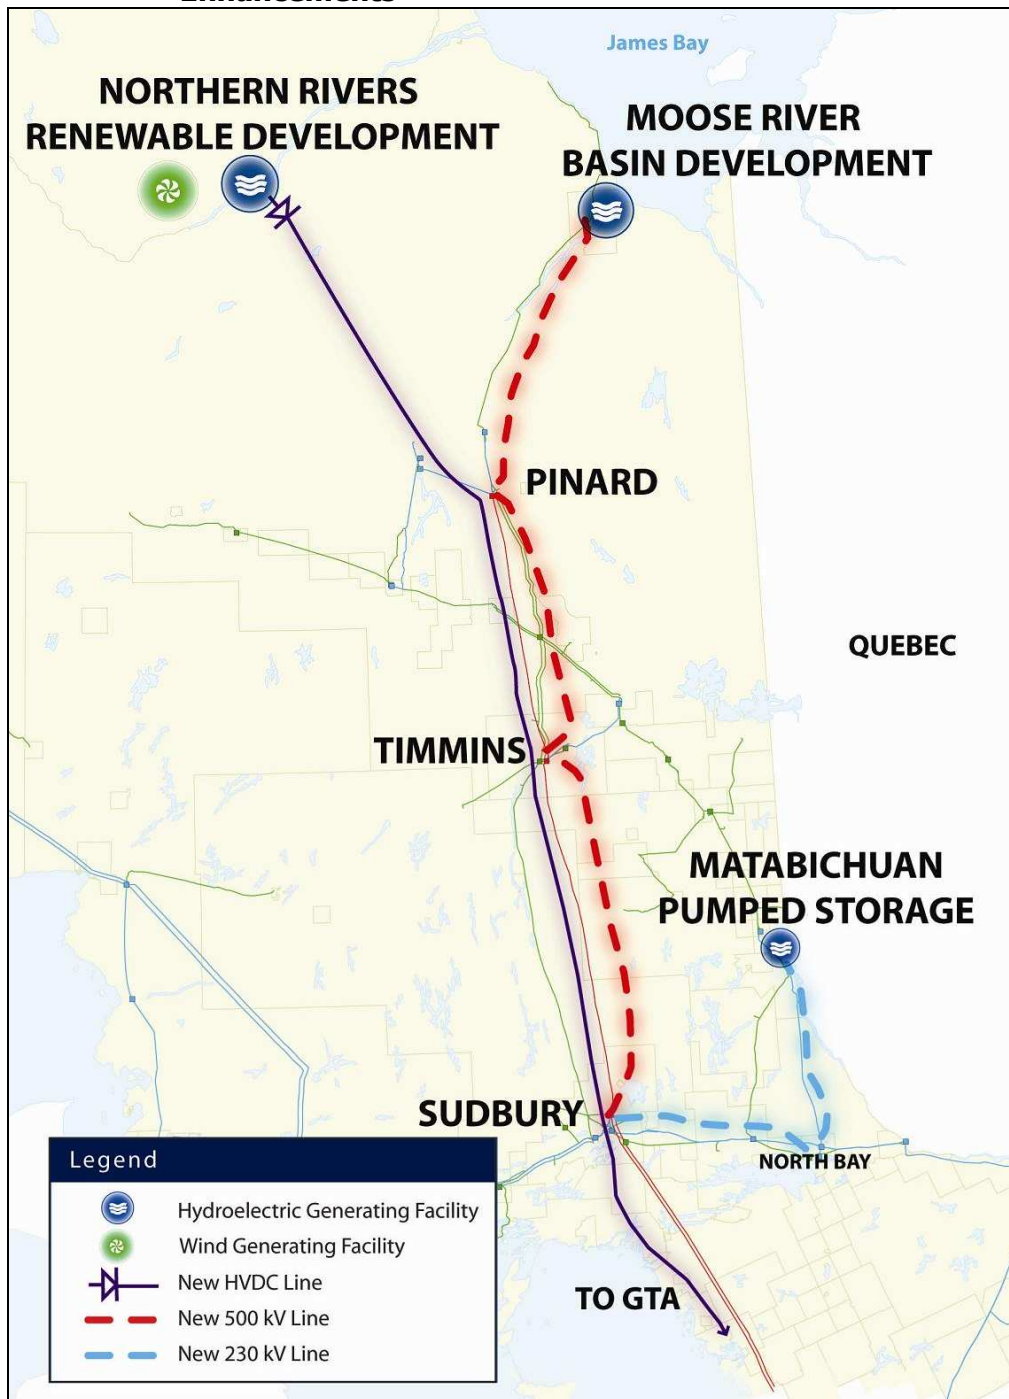 Enhancements
James Bay
NORTHERN RIVERS
RENEWABLE DEVELOPMENT
MOOSE RIVER
BASIN DEVELOPMENT
PINARD
QUEBEC
TIMMINS
MATABICHUAN
PUMPED STORAGE
SUDBURY
NORTH BAY
TO GTA
Legend
Hydroelectric Generating Facility
Wind Generating Facility
New HVDC Line
New 500 kV Line
New 230 kV Line